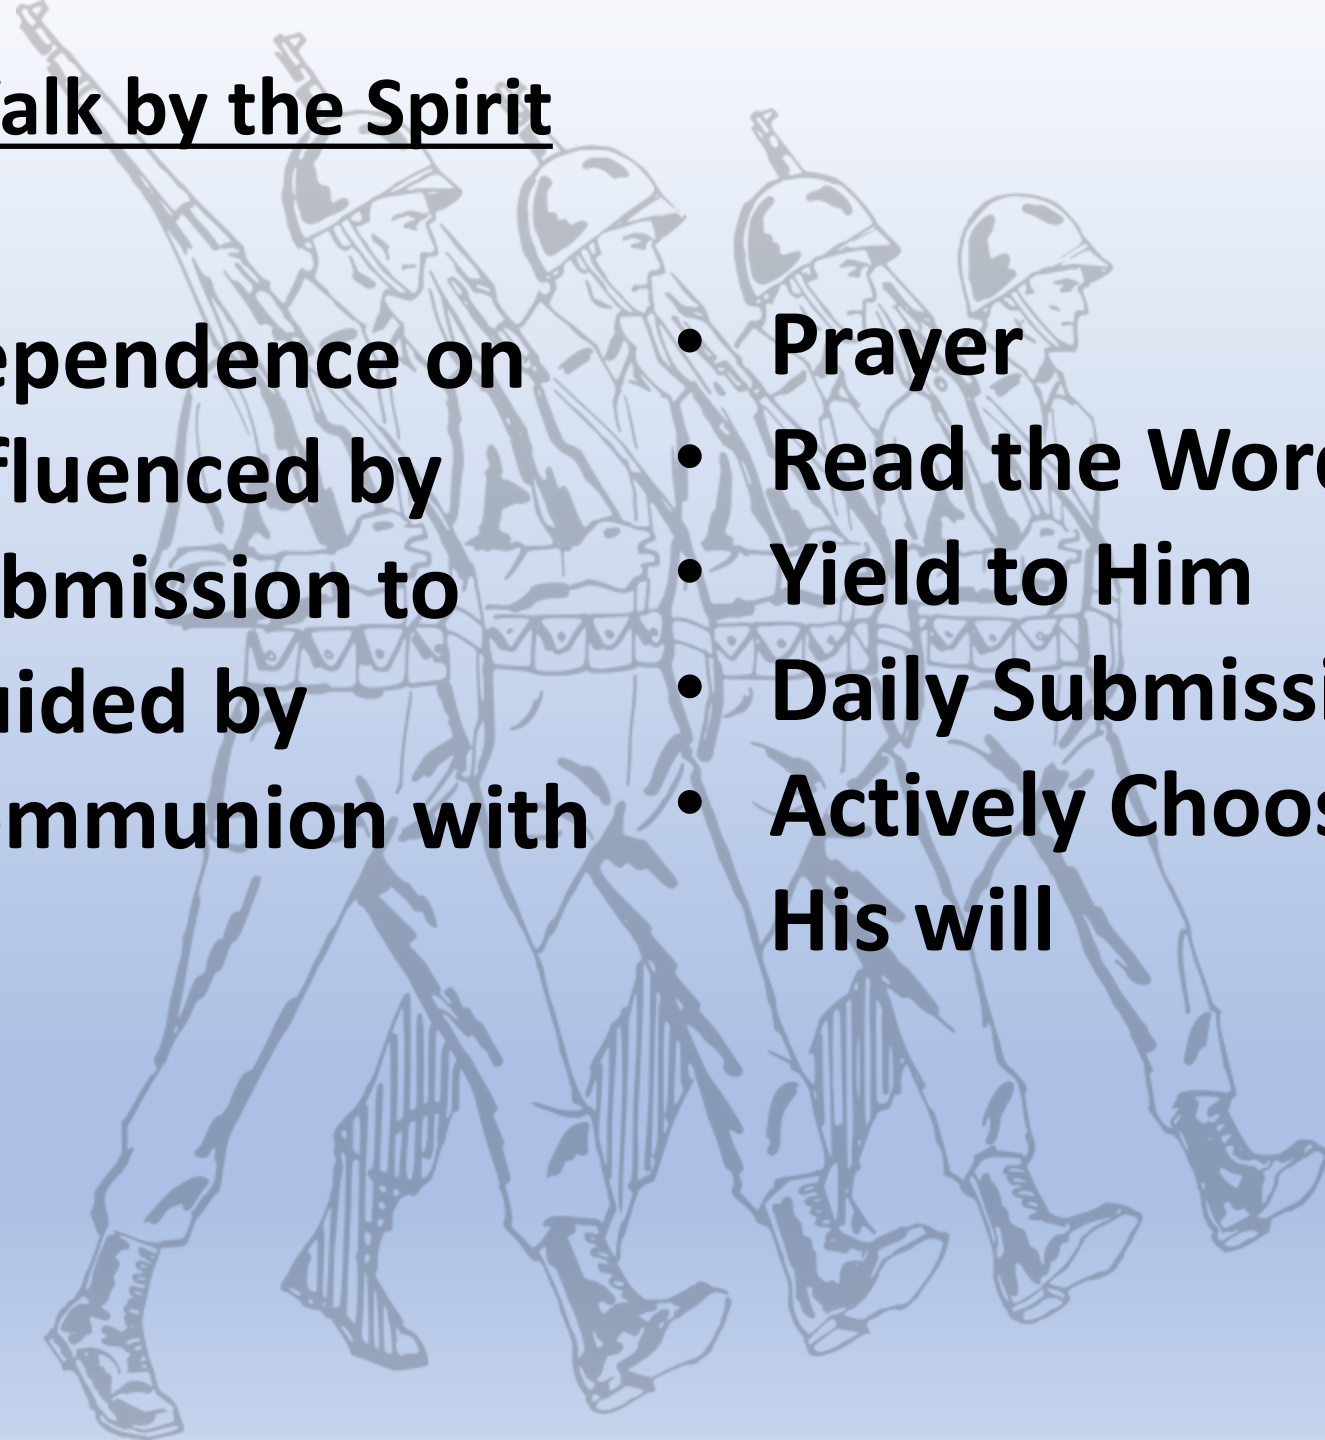 alk by the Spirit
ependence on
fluenced by
bmission to
uided by
mmunion with
• Prayer
• Read the Wor
• Yield to Him
• Daily Submissi
• Actively Choos
His will